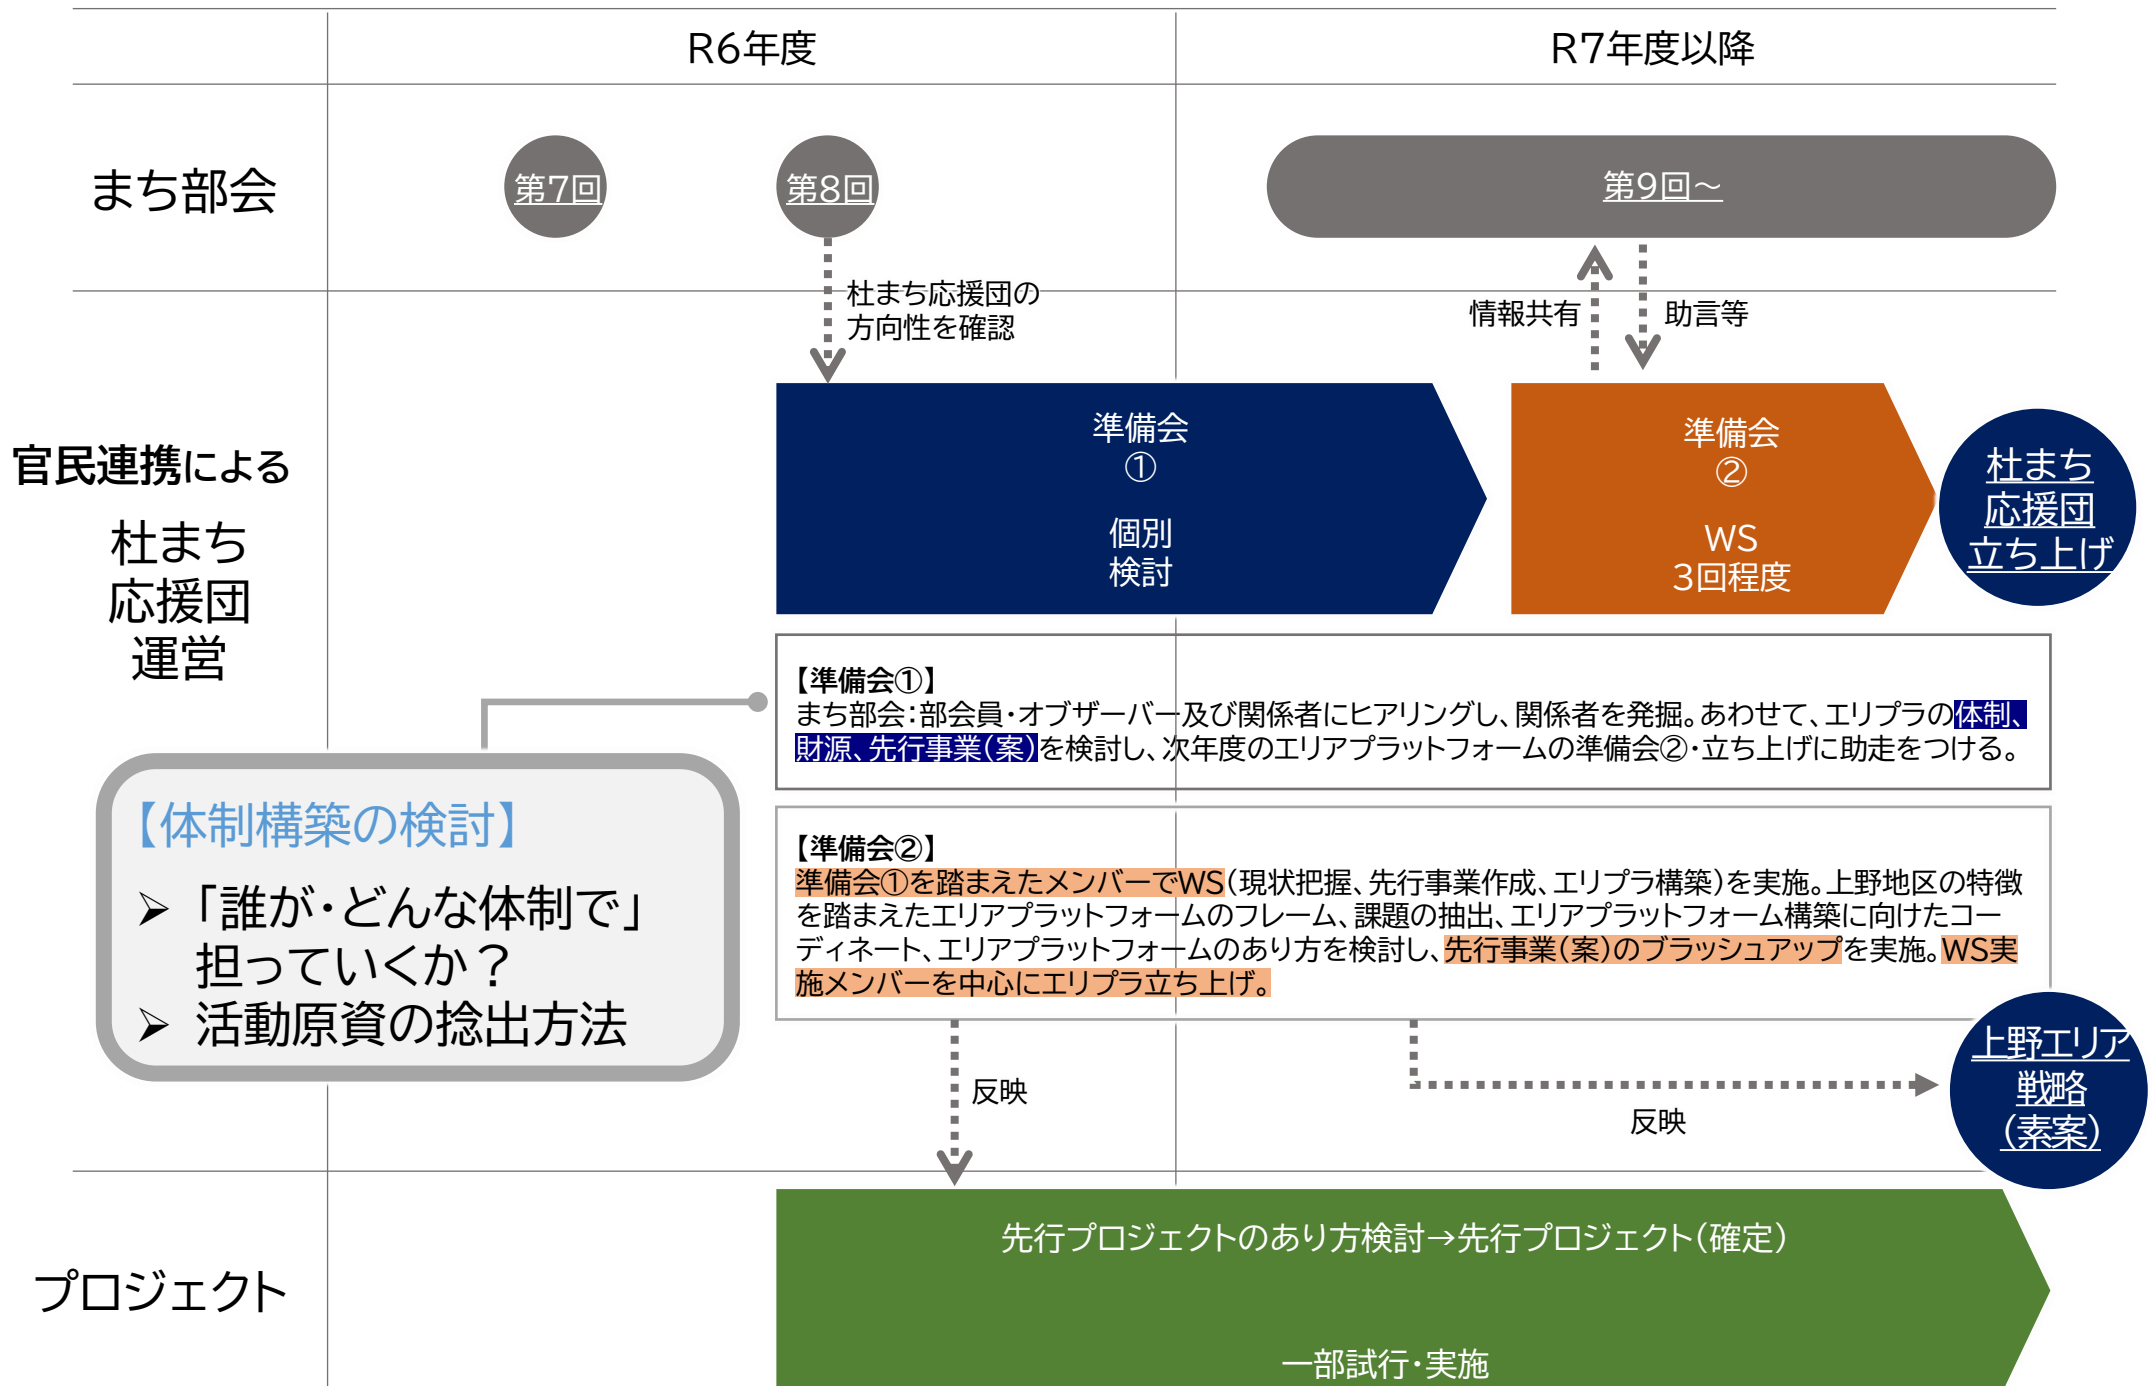 R6年度
R7年度以降
まち部会
第7回
第8回
第9回～
杜まち応援団の
方向性を確認
情報共有
助言等
官民連携による
杜まち
応援団
運営
準備会
①
個別
検討
準備会
②
WS
3回程度
杜まち
応援団
立ち上げ
【準備会①】
まち部会：部会員・オブザーバー及び関係者にヒアリングし、関係者を発掘。あわせて、エリプラの体制、
財源、先行事業（案）を検討し、次年度のエリアプラットフォームの準備会②・立ち上げに助走をつける。
【準備会②】
準備会①を踏まえたメンバーでWS（現状把握、先行事業作成、エリプラ構築）を実施。上野地区の特徴
を踏まえたエリアプラットフォームのフレーム、課題の抽出、エリアプラットフォーム構築に向けたコー
ディネート、エリアプラットフォームのあり方を検討し、先行事業（案）のブラッシュアップを実施。WS実
施メンバーを中心にエリプラ立ち上げ。
【体制構築の検討】
➢ 「誰が・どんな体制で」
担っていくか？
➢ 活動原資の捻出方法
反映
反映
上野エリア
戦略
（素案）
プロジェクト
先行プロジェクトのあり方検討→先行プロジェクト（確定）
一部試行・実施